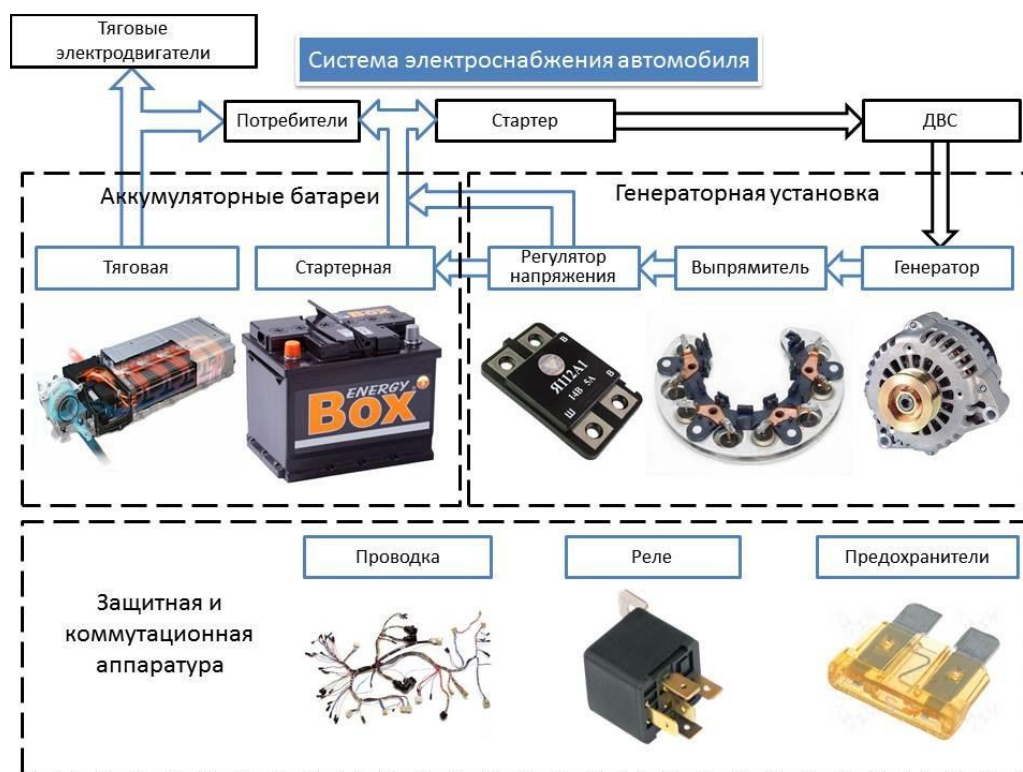 Тяговые
электродвигатели
Система электроснабжения автомобиля
Потребители
Стартер
ДВС
Аккумуляторные батареи
Генераторная установка
Тяговая
Стартерная
Регулятор
напряжения
Выпрямитель
Генератор
ENERGY
BOX
Я112А1
14В 5А
В
В
Ш
Проводка
Реле
Предохранители
Защитная и
коммутационная
аппаратура